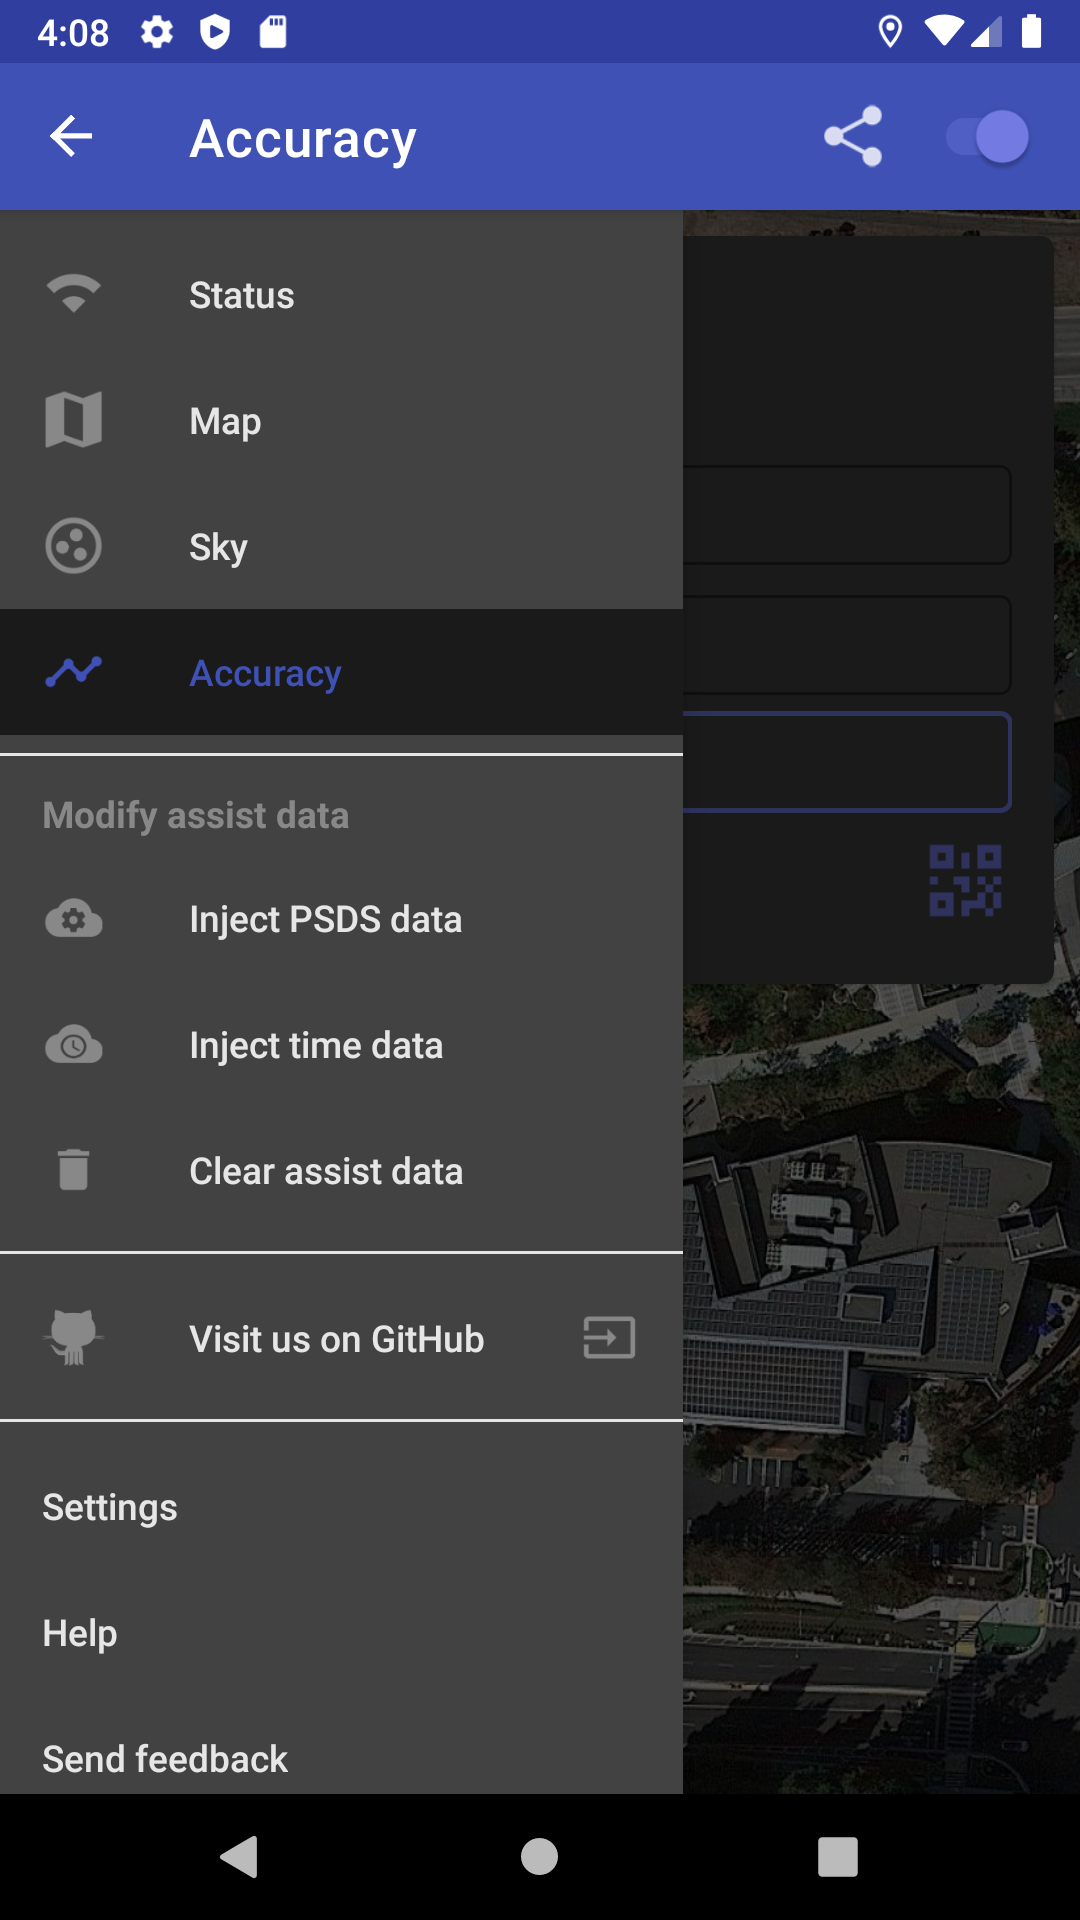 4:08
Accuracy
Status
Map
Sky
Accuracy
Modify assist data
Inject PSDS data
Inject time data
Clear assist data
Visit us on GitHub
Settings
Help
Send feedback